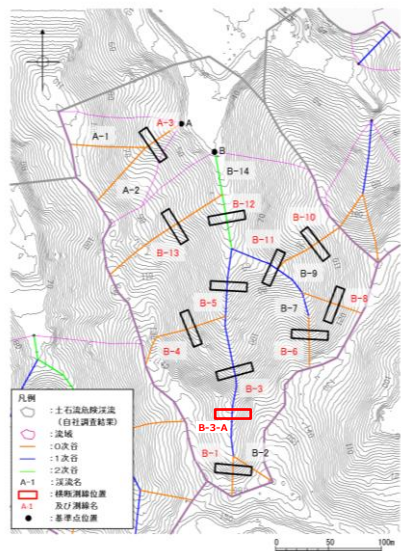 A-3
A
A-1
B
A-2
B-14
B-12
B-10
B-11
B-13
B-9
B-5
B-7
B-8
B-4
B-6
B-3
B-3-A
B-1
B-2
凡例
：土石流危険渓流
（自社調査結果）
：流域
：0次谷
：1次谷
：2次谷
A-1 ：渓流名
：横断測線位置
A-1 及び測線名
：基準点位置
0 50 100m